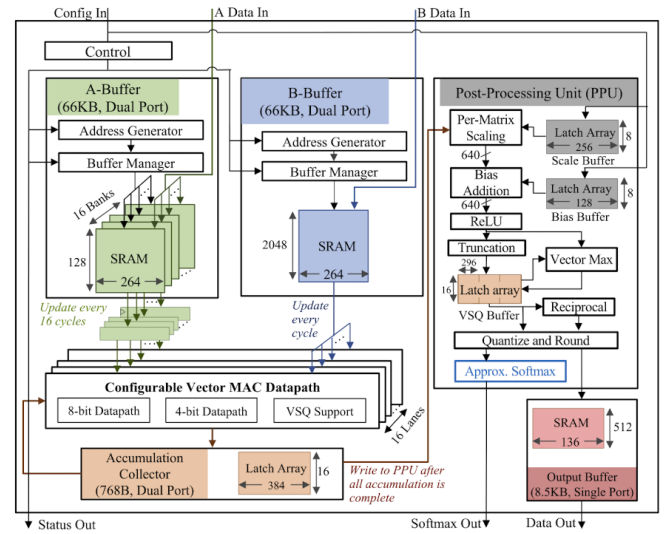 Config In
A Data In
B Data In
Control
A-Buffer
(66KB, Dual Port)
Address Generator
Buffer Manager
16 Banks
128
SRAM
264
Update every
16 cycles
B-Buffer
(66KB, Dual Port)
Address Generator
Buffer Manager
2048
SRAM
264
Update
every
cycle
Post-Processing Unit (PPU)
Per-Matrix
Scaling
Latch Array
256
8
Scale Buffer
640
Bias
Addition
Latch Array
128
8
Bias Buffer
640
ReLU
Truncation
Vector Max
296
16
Latch array
VSQ Buffer
Reciprocal
Quantize and Round
Approx. Softmax
Configurable Vector MAC Datapath
8-bit Datapath
4-bit Datapath
VSQ Support
16 Lanes
Accumulation
Collector
(768B, Dual Port)
Latch Array
384
16
Write to PPU after
all accumulation is
complete
SRAM
136
512
Output Buffer
(8.5KB, Single Port)
Status Out
Softmax Out
Data Out